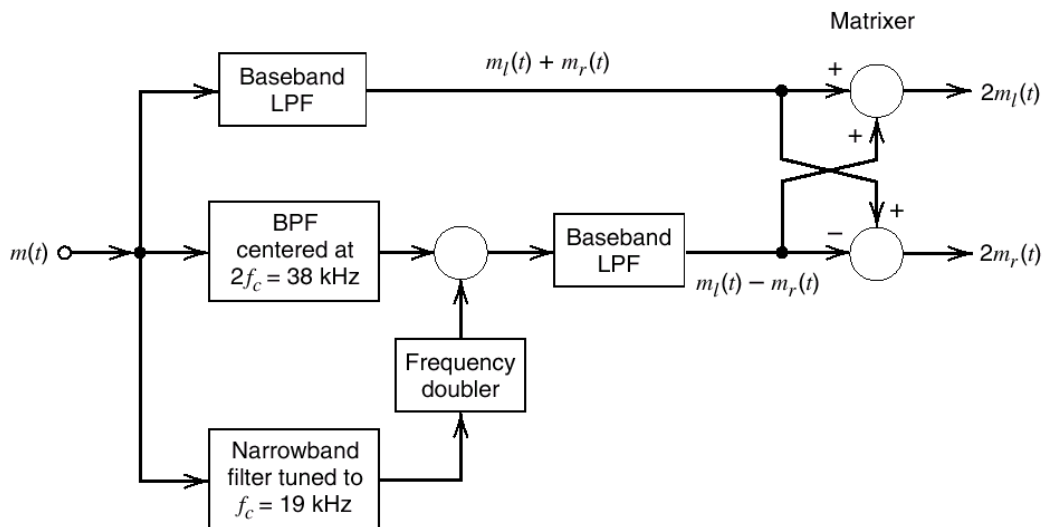 Matrixer
Baseband
LPF
m_l(t) + m_r(t)
+
2m_l(t)
+
m(t)
BPF
centered at
2f_c = 38 kHz
Baseband
LPF
m_l(t) − m_r(t)
+
−
2m_r(t)
Frequency
doubler
Narrowband
filter tuned to
f_c = 19 kHz